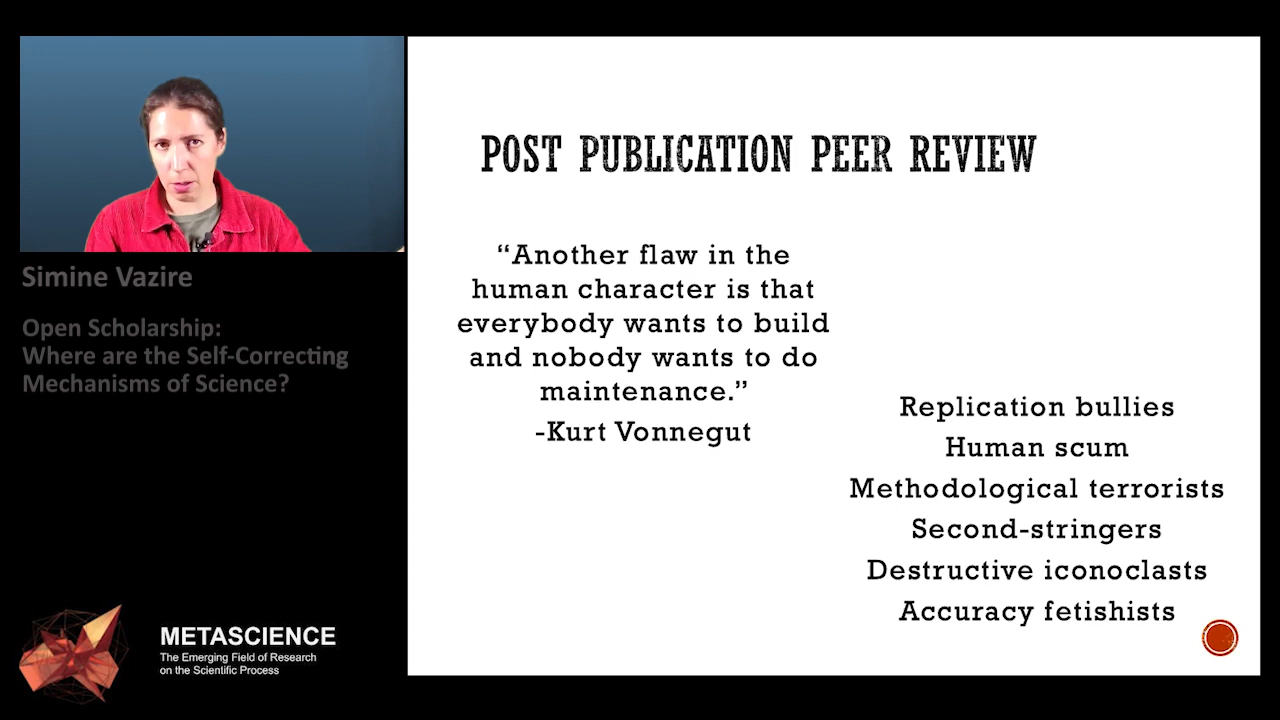 Simine Vazire
Open Scholarship:
Where are the Self-Correcting
Mechanisms of Science?
METASCIENCE
The Emerging Field of Research
on the Scientific Process
POST PUBLICATION PEER REVIEW
“Another flaw in the
human character is that
everybody wants to build
and nobody wants to do
maintenance.”
-Kurt Vonnegut
Replication bullies
Human scum
Methodological terrorists
Second-stringers
Destructive iconoclasts
Accuracy fetishists